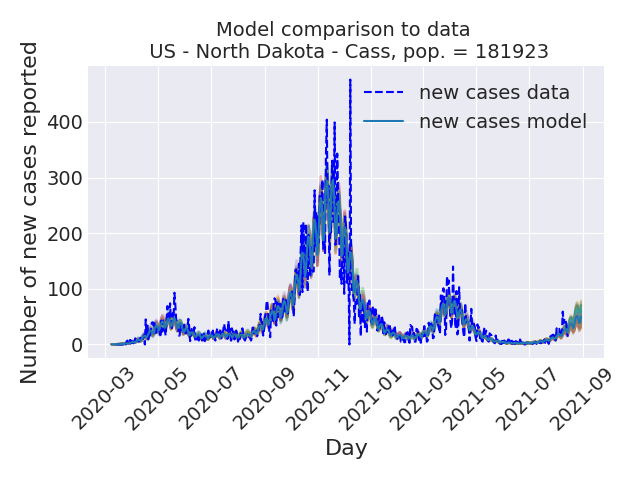 Model comparison to data
US - North Dakota - Cass, pop. = 181923
Number of new cases reported
400
300
200
100
0
new cases data
new cases model
2020-03
2020-05
2020-07
2020-09
2020-11
2021-01
2021-03
2021-05
2021-07
2021-09
Day